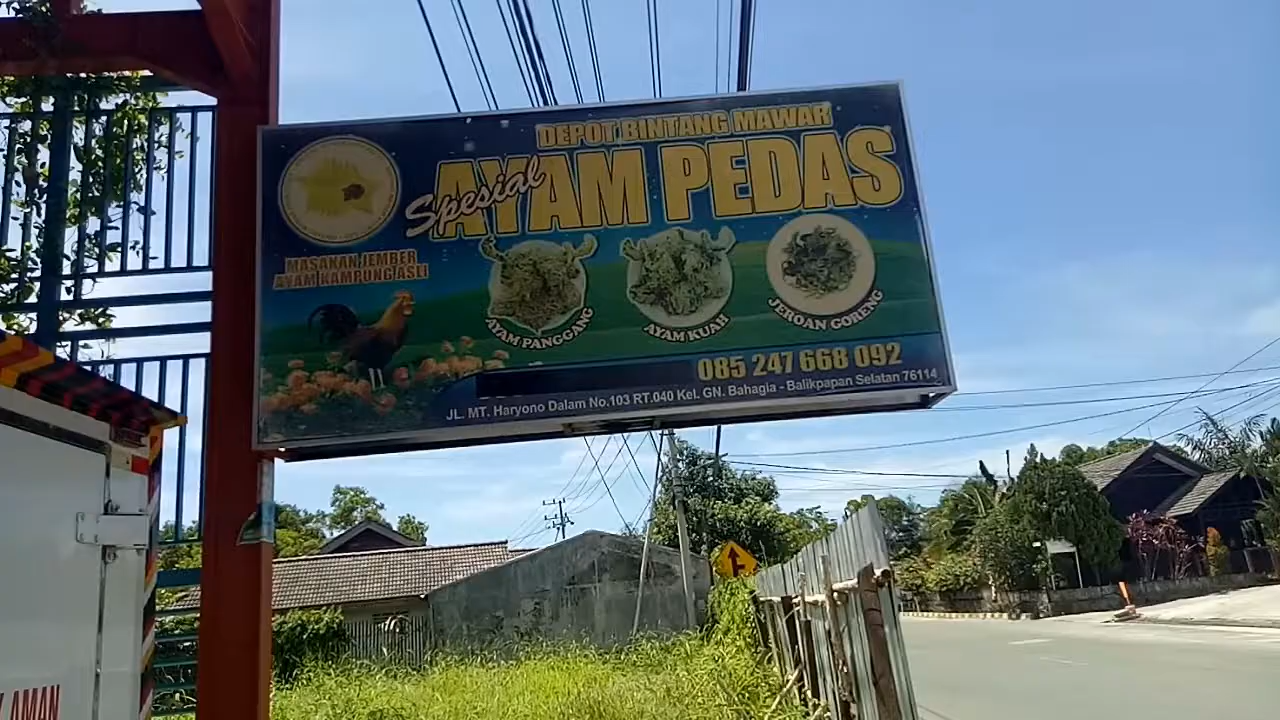 DEPOT BINTANG MAWAR
Spesial
AYAM PEDAS
MASAKAN JEMBER
AYAM KAMPUNG ASLI
AYAM PANGGANG
AYAM KUAH
JEROAN GORENG
085 247 668 092
JL. MT. Haryono Dalam No.103 RT.040 Kel. GN. Bahagia - Balikpapan Selatan 76114
AMAN